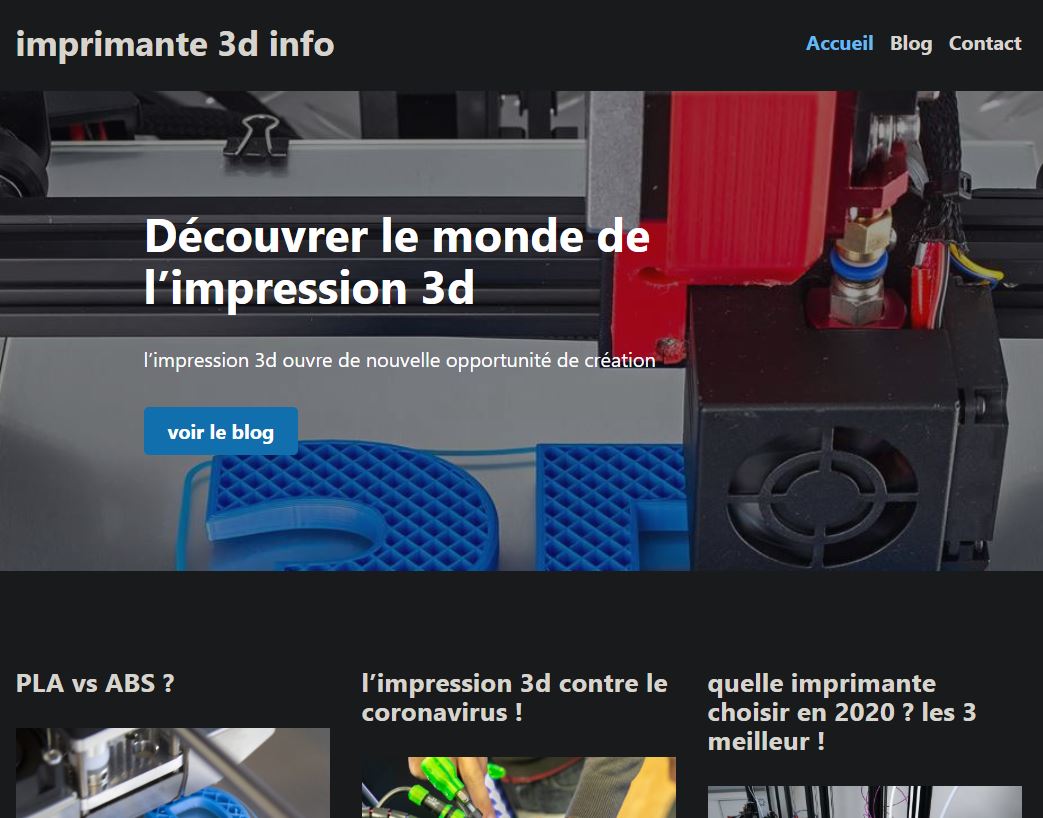 imprimante 3d info
Accueil Blog Contact
Découvrer le monde de
l’impression 3d
l’impression 3d ouvre de nouvelle opportunité de création
voir le blog
PLA vs ABS ?
l’impression 3d contre le
coronavirus !
quelle imprimante
choisir en 2020 ? les 3
meilleur !